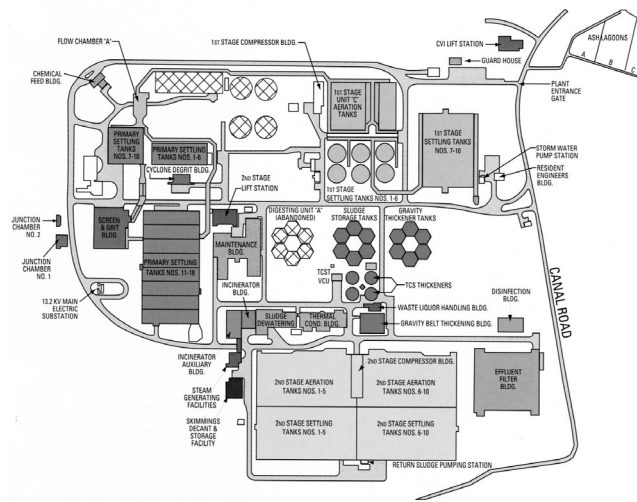 CVI LIFT STATION
ASH LAGOONS
A
B
C
1ST STAGE COMPRESSOR BLDG.
FLOW CHAMBER "A"
GUARD HOUSE
CHEMICAL
FEED BLDG.
PLANT
ENTRANCE
GATE
1ST STAGE
UNIT "C"
AERATION
TANKS
PRIMARY
SETTLING
TANKS
NOS. 7-10
PRIMARY SETTLING
TANKS NOS. 1-6
1ST STAGE
SETTLING TANKS
NOS. 7-10
STORM WATER
PUMP STATION
CYCLONE DEGRIT BLDG.
2ND STAGE
LIFT STATION
1ST STAGE
SETTLING TANKS NOS. 1-6
RESIDENT
ENGINEERS
BLDG.
JUNCTION
CHAMBER
NO. 2
SCREEN
& GRIT BLDG.
DIGESTING UNIT "A"
(ABANDONED)
SLUDGE
STORAGE TANKS
GRAVITY
THICKENER TANKS
MAINTENANCE
BLDG.
JUNCTION
CHAMBER
NO. 1
PRIMARY SETTLING
TANKS NOS. 11-18
CANAL ROAD
TCST
VCU
TCS THICKENERS
INCINERATOR
BLDG.
13.2 KV MAIN
ELECTRIC
SUBSTATION
DISINFECTION
BLDG.
WASTE LIQUOR HANDLING BLDG.
SLUDGE
DEWATERING
THERMAL
COND. BLDG.
GRAVITY BELT THICKENING BLDG.
INCINERATOR
AUXILIARY
BLDG.
2ND STAGE COMPRESSOR BLDG.
STEAM
GENERATING
FACILITIES
2ND STAGE AERATION
TANKS NOS. 1-5
2ND STAGE AERATION
TANKS NOS. 6-10
EFFLUENT
FILTER
BLDG.
SKIMMINGS
DECANT &
STORAGE
FACILITY
2ND STAGE SETTLING
TANKS NOS. 1-5
2ND STAGE SETTLING
TANKS NOS. 6-10
RETURN SLUDGE PUMPING STATION